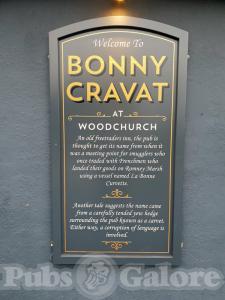 Welcome To
BONNY
CRAVAT
AT
WOODCHURCH
An old freetraders inn, the pub is
thought to get its name from when it
was a meeting point for smugglers who
once traded with Frenchmen who
landed their goods on Romney Marsh
using a vessel named La Bonne
Corvette.
Another tale suggests the name came
from a carefully tended yew hedge
surrounding the pub known as a cravet.
Either way, a corruption of language is
involved.
Pubs Galore